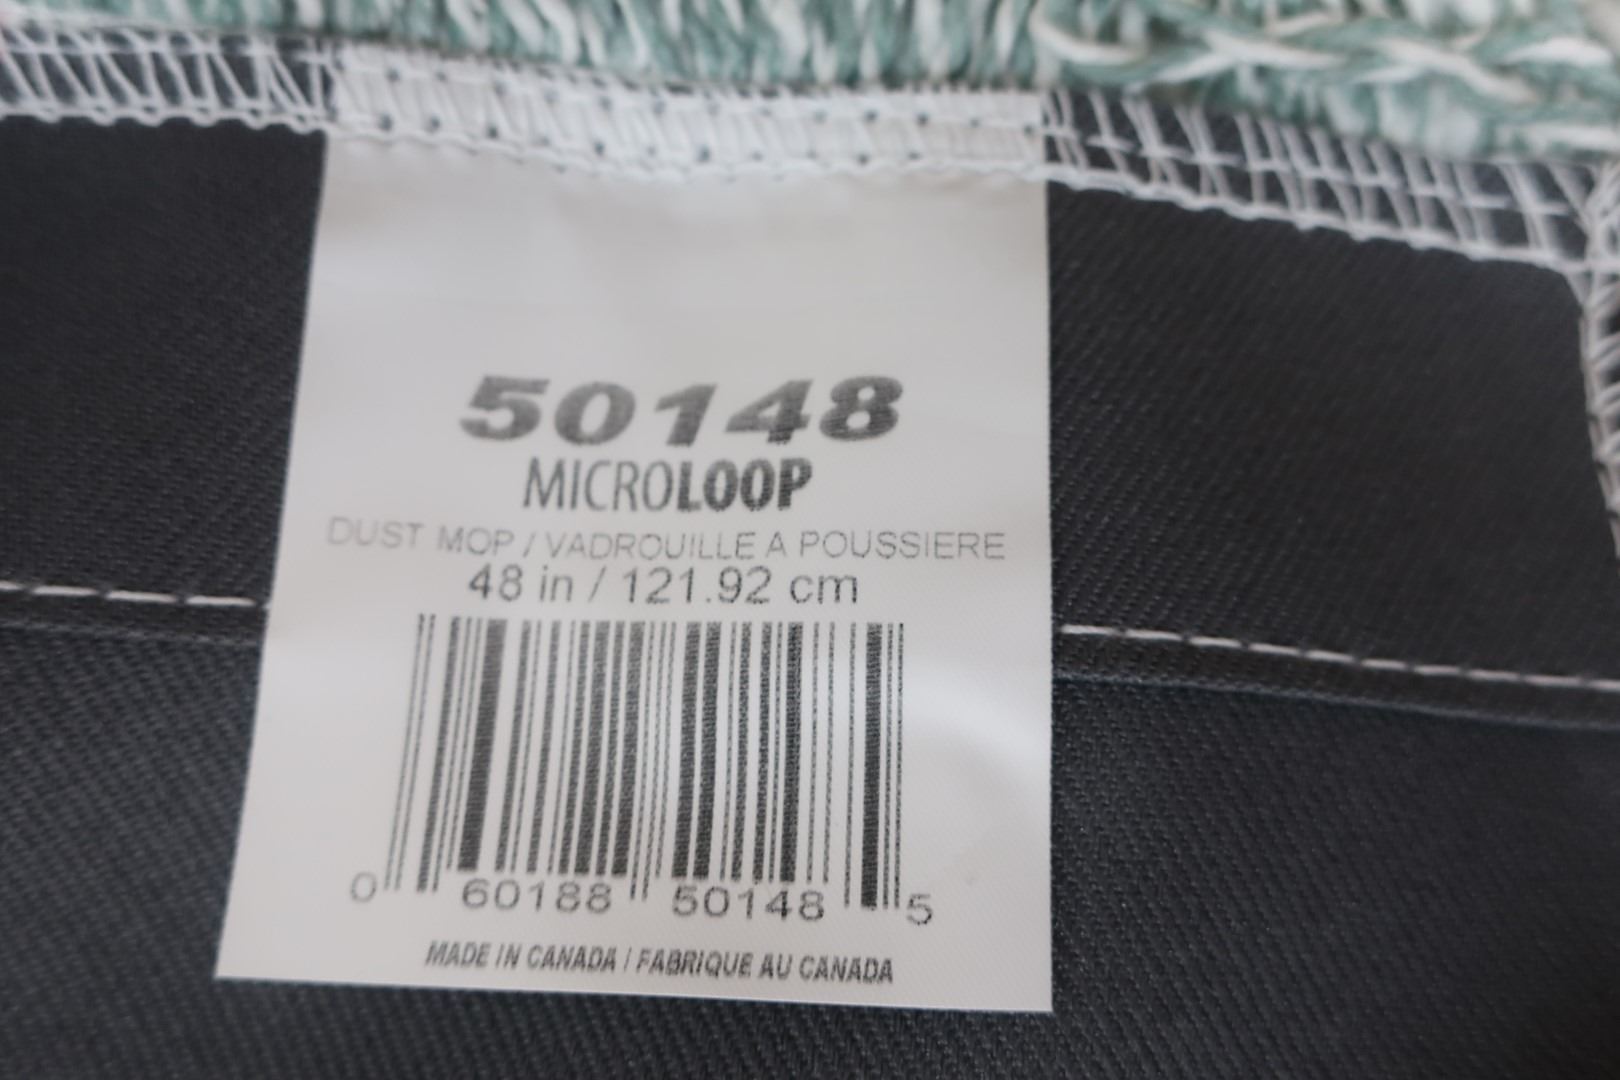 50148
MICROLOOP
DUST MOP / VADROUILLE A POUSSIERE
48 in / 121.92 cm
0 60188 50148 5
MADE IN CANADA / FABRIQUE AU CANADA